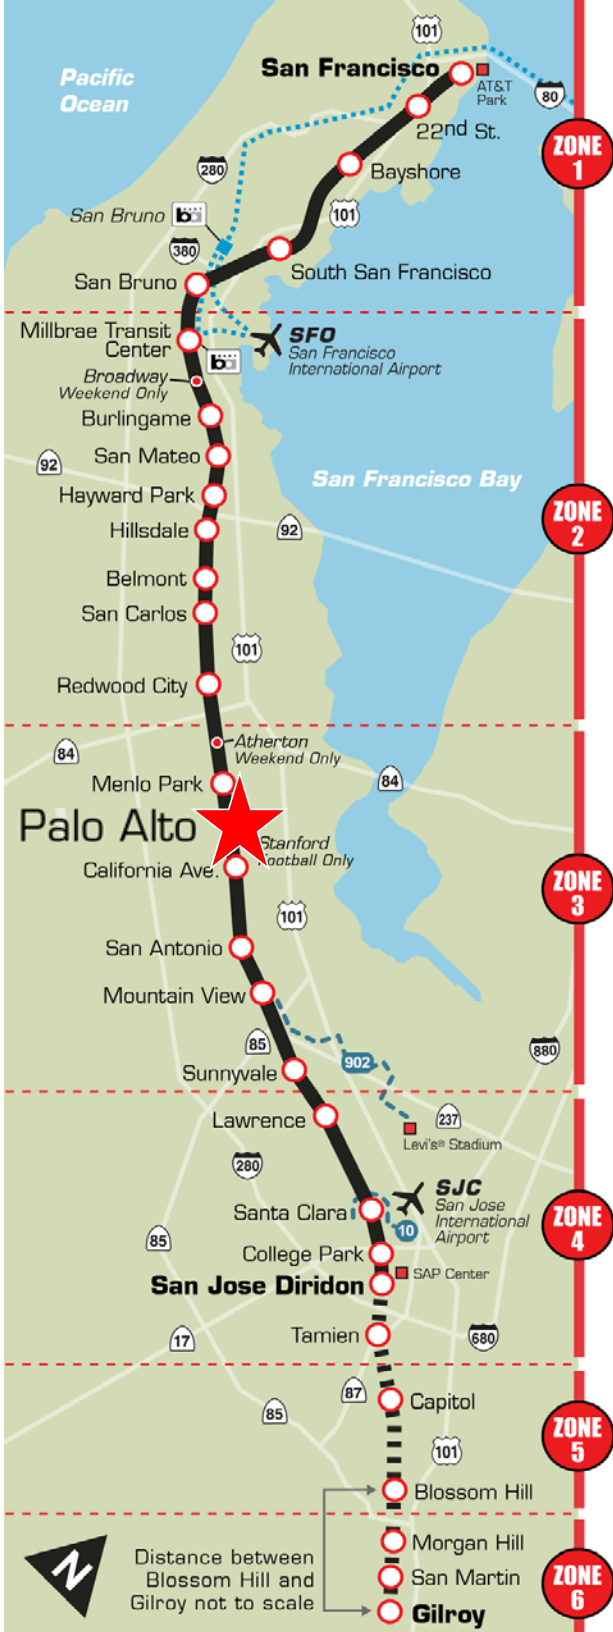 101
Pacific
Ocean
San Francisco
AT&T
Park
80
22nd St.
ZONE
1
280
Bayshore
San Bruno
ba
101
380
South San Francisco
San Bruno
Millbrae Transit
Center
SFO
San Francisco
International Airport
ba
Broadway
Weekend Only
Burlingame
92
San Mateo
San Francisco Bay
Hayward Park
ZONE
2
Hillsdale
92
Belmont
San Carlos
101
Redwood City
84
Atherton
Weekend Only
Menlo Park
84
Palo Alto
Stanford
Football Only
California Ave.
ZONE
3
101
San Antonio
Mountain View
85
902
880
Sunnyvale
Lawrence
237
Levi's® Stadium
280
SJC
San Jose
International
Airport
Santa Clara
10
ZONE
4
85
College Park
SAP Center
San Jose Diridon
17
Tamien
680
87
Capitol
85
101
ZONE
5
Blossom Hill
N
Distance between
Blossom Hill and
Gilroy not to scale
Morgan Hill
San Martin
Gilroy
ZONE
6